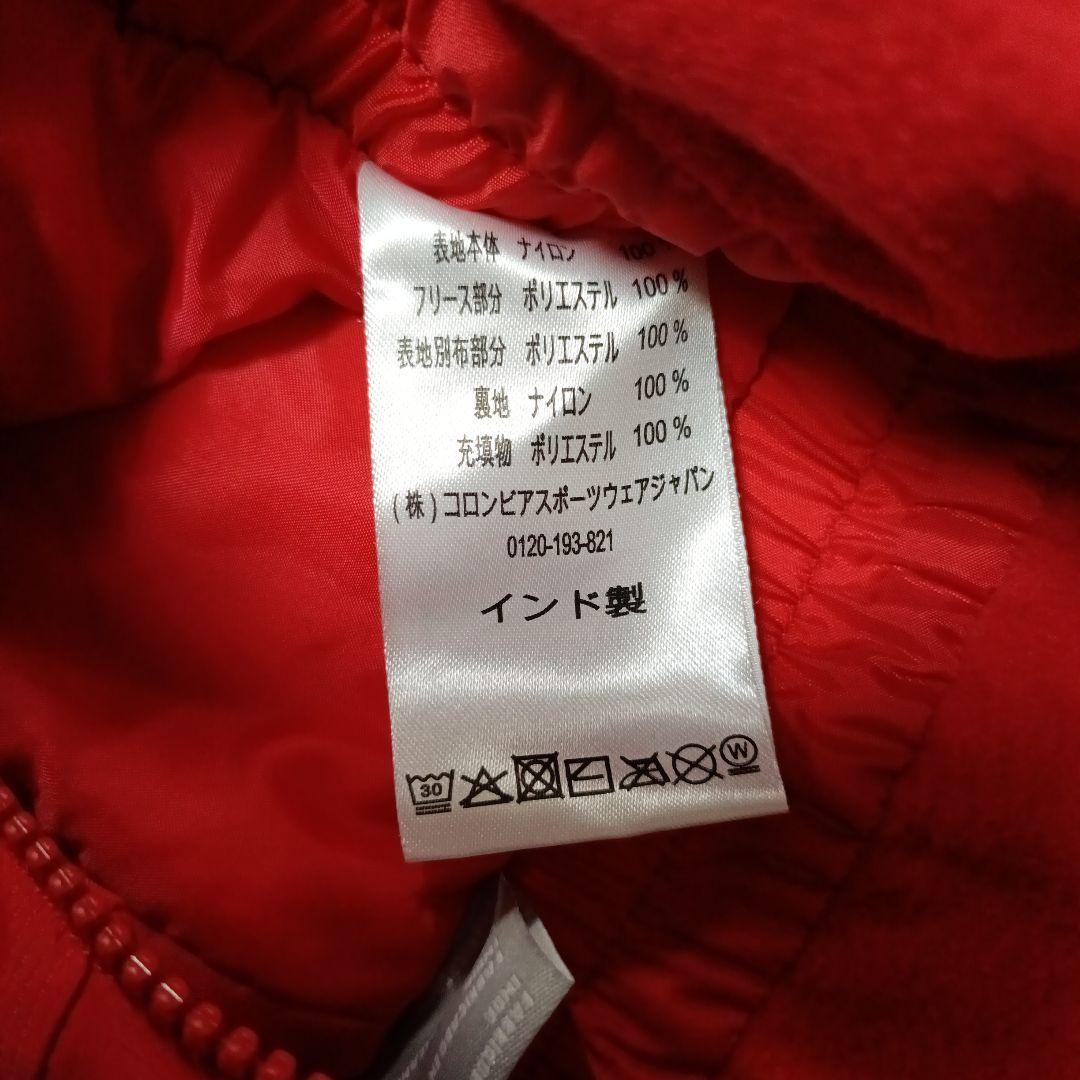 表地本体 ナイロン 100 %
フリース部分 ポリエステル 100 %
表地別布部分 ポリエステル 100 %
裏地 ナイロン 100 %
充填物 ポリエステル 100 %
(株)コロンビアスポーツウェアジャパン
0120-193-821
インド製
30
W